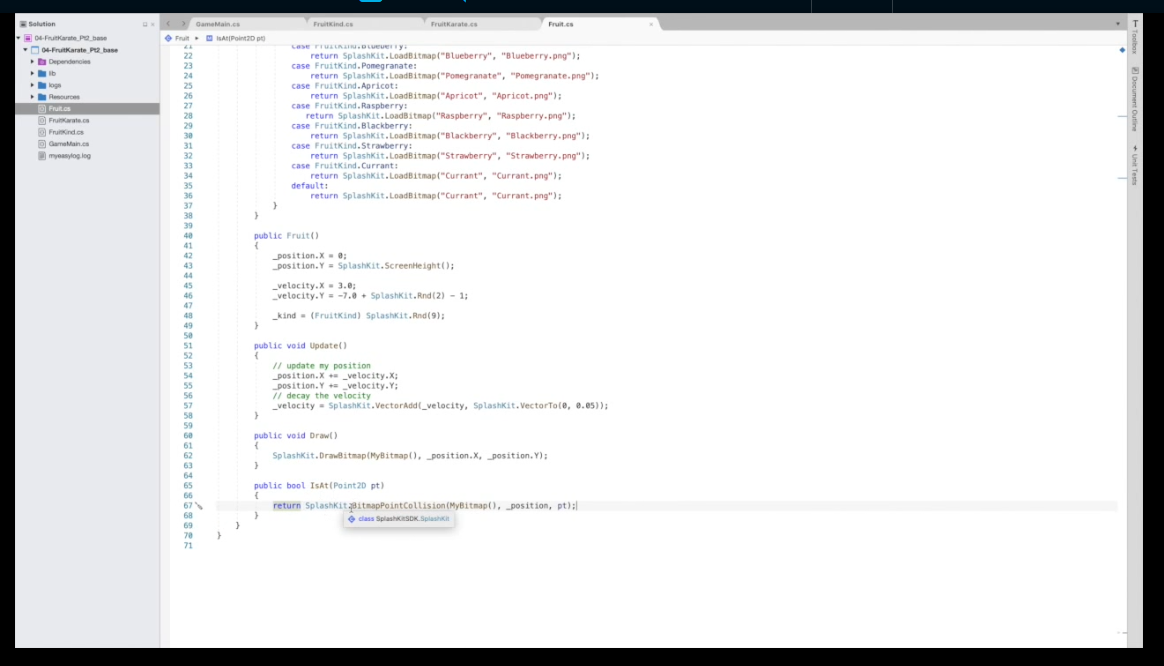 Solution
GameMain.cs
FruitKind.cs
FruitKarate.cs
Fruit.cs
04-FruitKarate_Pt2_base
04-FruitKarate_Pt2_base
Dependencies
lib
logs
Resources
Fruit.cs
FruitKarate.cs
FruitKind.cs
GameMain.cs
myeasylog.log
Fruit
IsAt(Point2D pt)
21 case FruitKind.Blueberry:
22 return SplashKit.LoadBitmap("Blueberry", "Blueberry.png");
23 case FruitKind.Pomegranate:
24 return SplashKit.LoadBitmap("Pomegranate", "Pomegranate.png");
25 case FruitKind.Apricot:
26 return SplashKit.LoadBitmap("Apricot", "Apricot.png");
27 case FruitKind.Raspberry:
28 return SplashKit.LoadBitmap("Raspberry", "Raspberry.png");
29 case FruitKind.Blackberry:
30 return SplashKit.LoadBitmap("Blackberry", "Blackberry.png");
31 case FruitKind.Strawberry:
32 return SplashKit.LoadBitmap("Strawberry", "Strawberry.png");
33 case FruitKind.Currant:
34 return SplashKit.LoadBitmap("Currant", "Currant.png");
35 default:
36 return SplashKit.LoadBitmap("Currant", "Currant.png");
37 }
38 }
39
40 public Fruit()
41 {
42 _position.X = 0;
43 _position.Y = SplashKit.ScreenHeight();
44
45 _velocity.X = 3.0;
46 _velocity.Y = -7.0 + SplashKit.Rnd(2) - 1;
47
48 _kind = (FruitKind) SplashKit.Rnd(9);
49 }
50
51 public void Update()
52 {
53 // update my position
54 _position.X += _velocity.X;
55 _position.Y += _velocity.Y;
56 // decay the velocity
57 _velocity = SplashKit.VectorAdd(_velocity, SplashKit.VectorTo(0, 0.05));
58 }
59
60 public void Draw()
61 {
62 SplashKit.DrawBitmap(MyBitmap(), _position.X, _position.Y);
63 }
64
65 public bool IsAt(Point2D pt)
66 {
67 return SplashKit.BitmapPointCollision(MyBitmap(), _position, pt);
68 }
class SplashKitSDK.SplashKit
69 }
70 }
71
Toolbox
Document Outline
Unit Tests